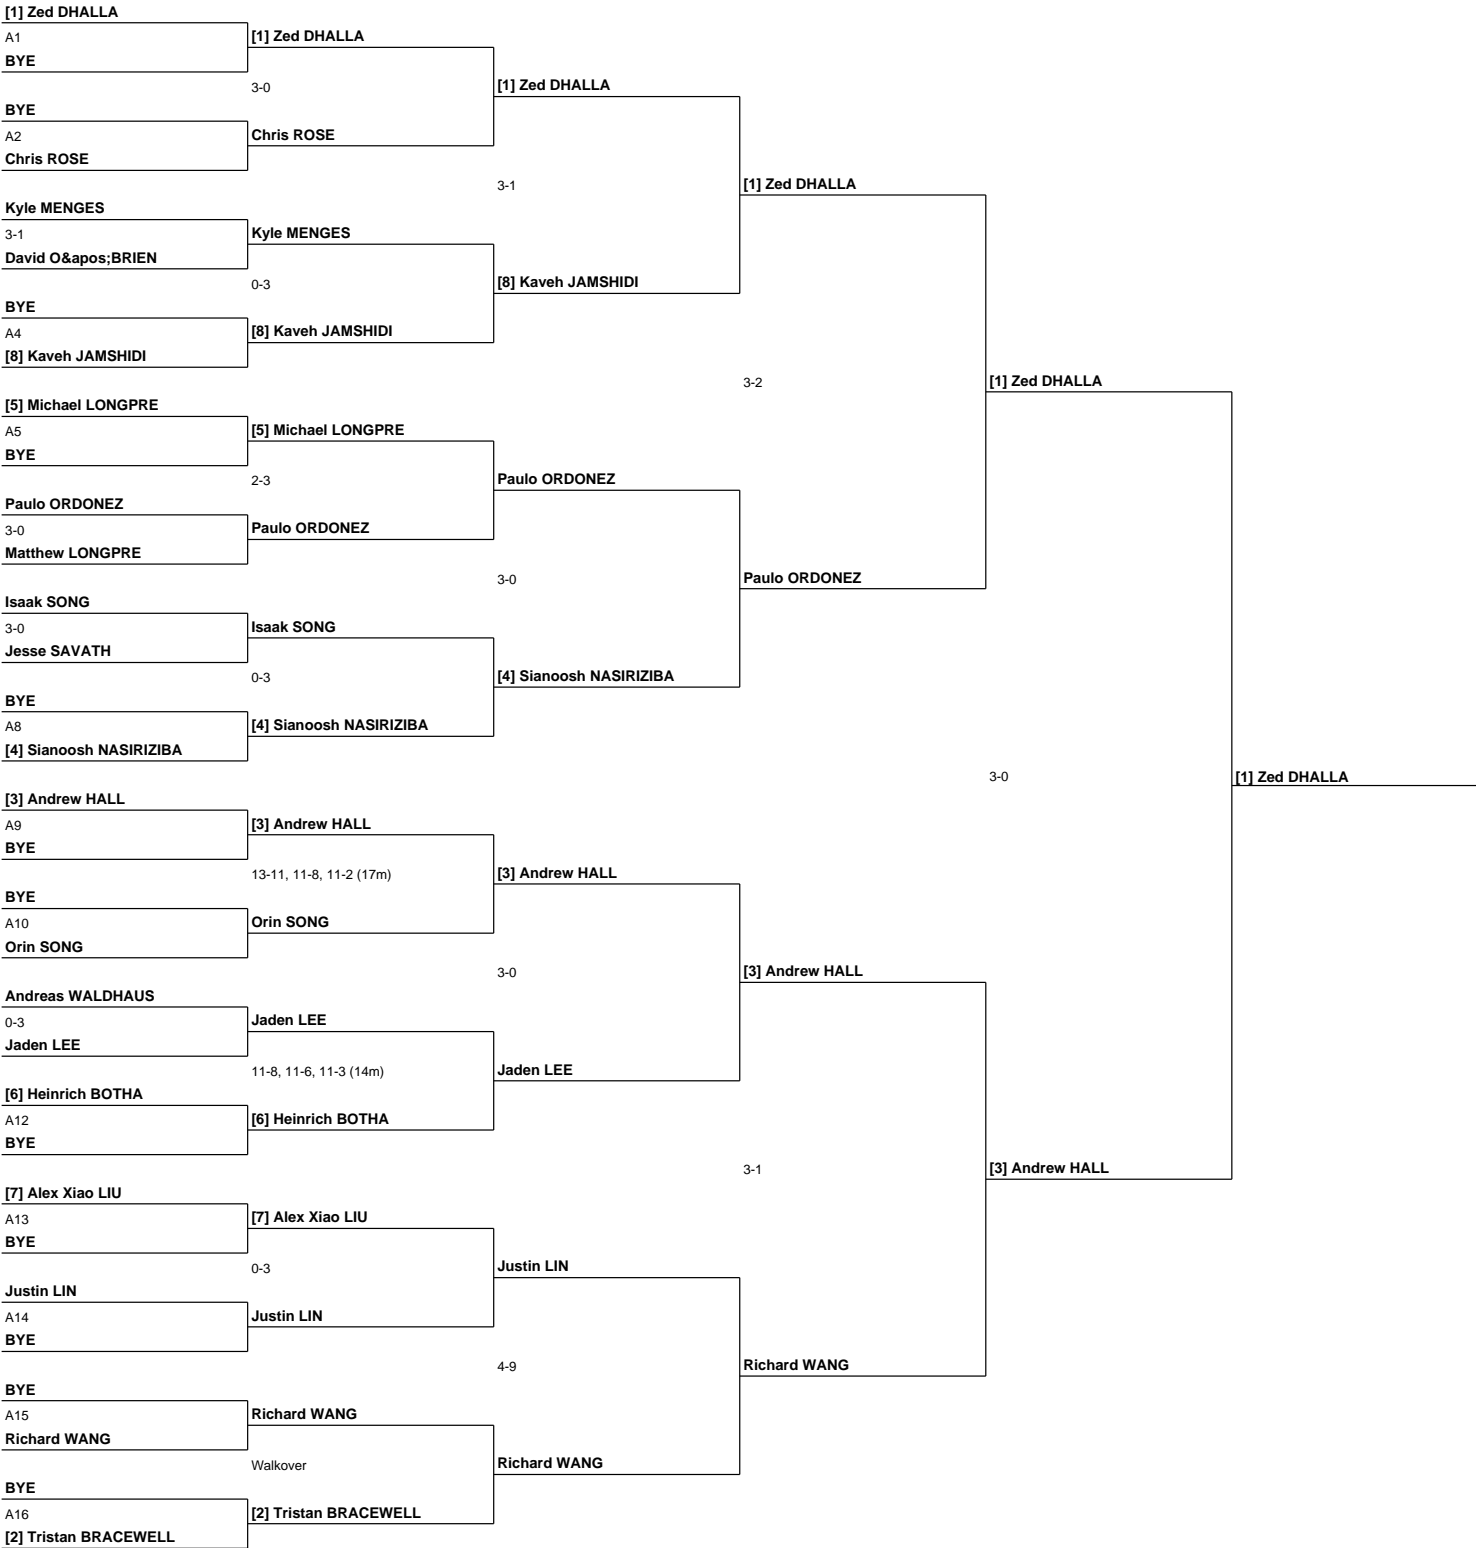 [1] Zed DHALLA
A1
BYE
BYE
A2
Chris ROSE
Kyle MENGES
3-1
David O&apos;BRIEN
BYE
A4
[8] Kaveh JAMSHIDI
[5] Michael LONGPRE
A5
BYE
Paulo ORDONEZ
3-0
Matthew LONGPRE
Isaak SONG
3-0
Jesse SAVATH
BYE
A8
[4] Sianoosh NASIRIZIBA
[3] Andrew HALL
A9
BYE
BYE
A10
Orin SONG
Andreas WALDHAUS
0-3
Jaden LEE
[6] Heinrich BOTHA
A12
BYE
[7] Alex Xiao LIU
A13
BYE
Justin LIN
A14
BYE
BYE
A15
Richard WANG
BYE
A16
[2] Tristan BRACEWELL
[1] Zed DHALLA
3-0
Chris ROSE
Kyle MENGES
0-3
[8] Kaveh JAMSHIDI
[5] Michael LONGPRE
2-3
Paulo ORDONEZ
Isaak SONG
0-3
[4] Sianoosh NASIRIZIBA
[3] Andrew HALL
13-11, 11-8, 11-2 (17m)
Orin SONG
Jaden LEE
11-8, 11-6, 11-3 (14m)
[6] Heinrich BOTHA
[7] Alex Xiao LIU
0-3
Justin LIN
Richard WANG
Walkover
[2] Tristan BRACEWELL
[1] Zed DHALLA
3-1
[8] Kaveh JAMSHIDI
Paulo ORDONEZ
3-0
[4] Sianoosh NASIRIZIBA
[3] Andrew HALL
3-0
Jaden LEE
Justin LIN
4-9
Richard WANG
[1] Zed DHALLA
3-2
Paulo ORDONEZ
[3] Andrew HALL
3-1
Richard WANG
[1] Zed DHALLA
3-0
[3] Andrew HALL
[1] Zed DHALLA